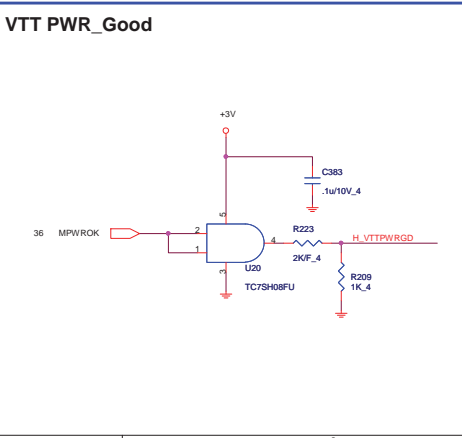 VTT PWR_Good
+3V
C383
.1u/10V_4
5
36 MPWROK
2
1
4
R223
H_VTTPWRGD
2K/F_4
U20
3
TC7SH08FU
R209
1K_4